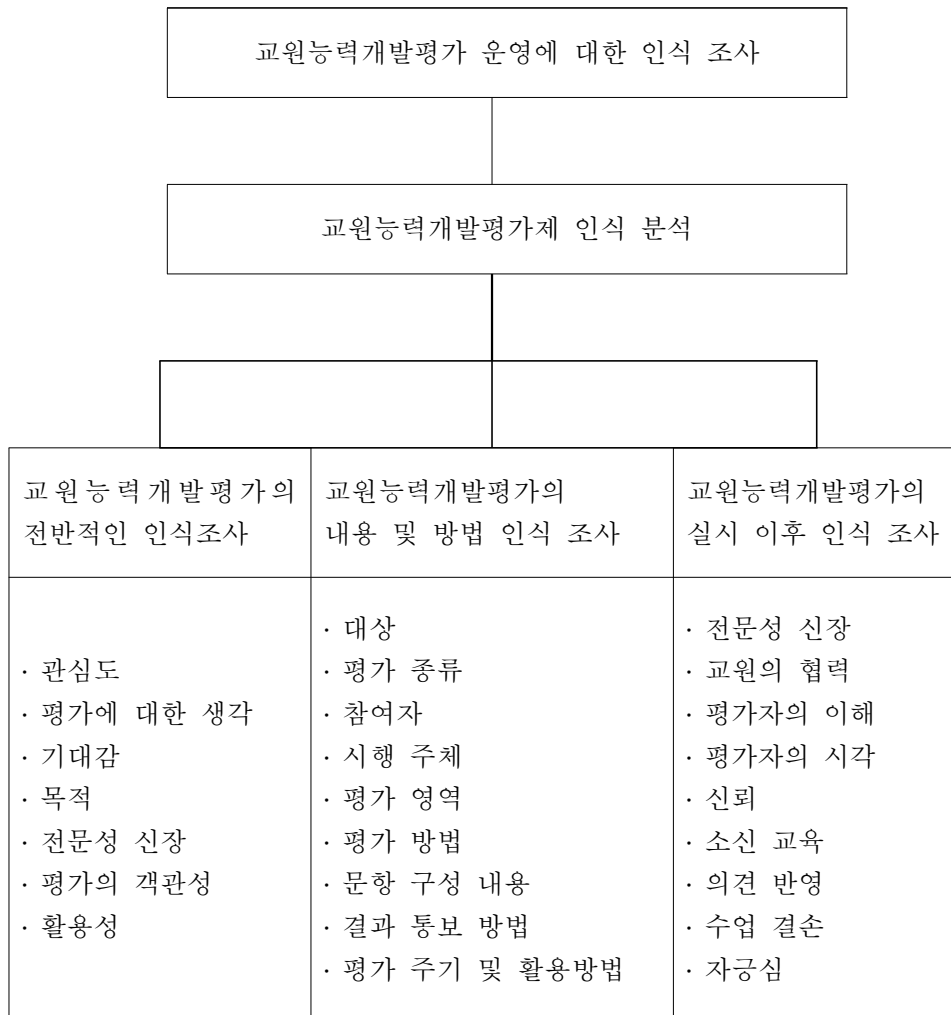 교원능력개발평가 운영에 대한 인식 조사
교원능력개발평가제 인식 분석
교원능력개발평가의
전반적인 인식조사
교원능력개발평가의
내용 및 방법 인식 조사
교원능력개발평가의
실시 이후 인식 조사
· 관심도
· 평가에 대한 생각
· 기대감
· 목적
· 전문성 신장
· 평가의 객관성
· 활용성
· 대상
· 평가 종류
· 참여자
· 시행 주체
· 평가 영역
· 평가 방법
· 문항 구성 내용
· 결과 통보 방법
· 평가 주기 및 활용방법
· 전문성 신장
· 교원의 협력
· 평가자의 이해
· 평가자의 시각
· 신뢰
· 소신 교육
· 의견 반영
· 수업 결손
· 자긍심